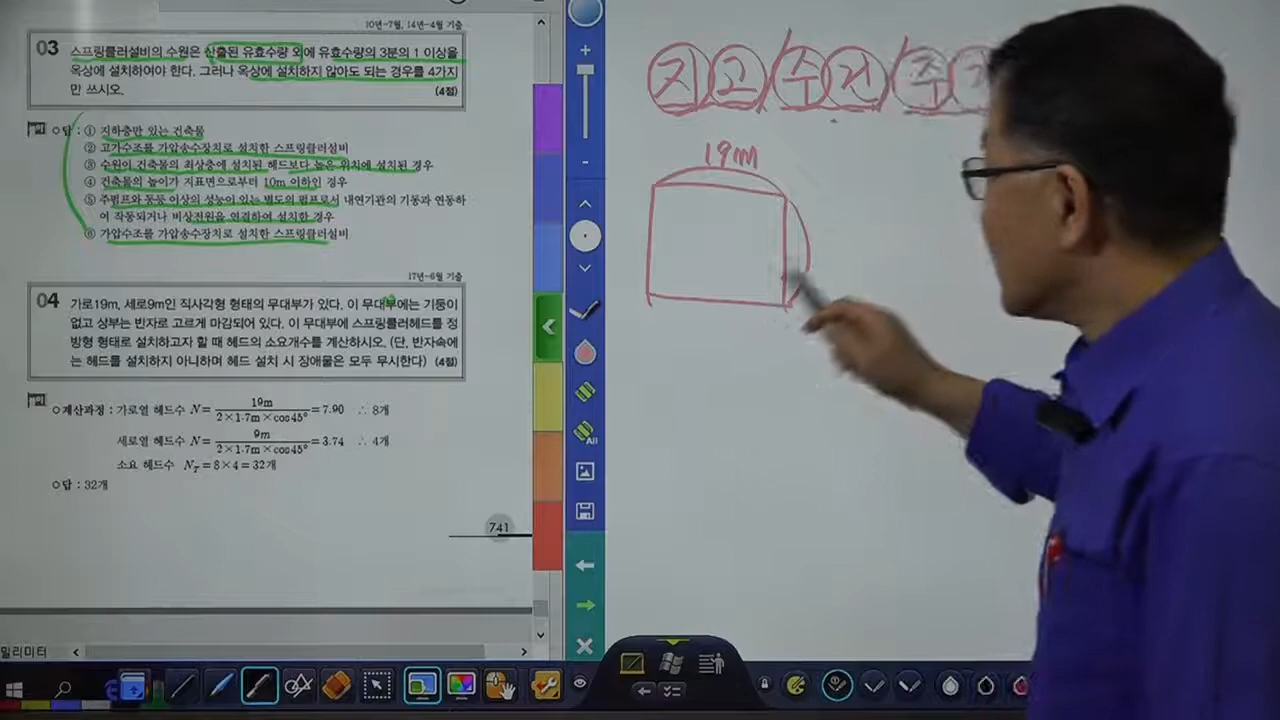 10년-7월, 14년-4월 기출
03 스프링클러설비의 수원은 산출된 유효수량 외에 유효수량의 3분의 1 이상을
옥상에 설치하여야 한다. 그러나 옥상에 설치하지 않아도 되는 경우를 4가지
만 쓰시오. (4점)
답 : ① 지하층만 있는 건축물
② 고가수조를 가압송수장치로 설치한 스프링클러설비
③ 수원이 건축물의 최상층에 설치된 헤드보다 높은 위치에 설치된 경우
④ 건축물의 높이가 지표면으로부터 10m 이하인 경우
⑤ 주펌프와 동등 이상의 성능이 있는 별도의 펌프로서 내연기관의 기동과 연동하
여 작동되거나 비상전원을 연결하여 설치한 경우
⑥ 가압수조를 가압송수장치로 설치한 스프링클러설비
17년-6월 기출
04 가로19m, 세로9m인 직사각형 형태의 무대부가 있다. 이 무대부에는 기둥이
없고 상부는 반자로 고르게 마감되어 있다. 이 무대부에 스프링클러헤드를 정
방형 형태로 설치하고자 할 때 헤드의 소요개수를 계산하시오. (단, 반자속에
는 헤드를 설치하지 아니하며 헤드 설치 시 장애물은 모두 무시한다) (4점)
계산과정 : 가로열 헤드수 N = 19m / 2×1.7m×cos45° = 7.90 ∴ 8개
세로열 헤드수 N = 9m / 2×1.7m×cos45° = 3.74 ∴ 4개
소요 헤드수 N_T = 8×4 = 32개
답 : 32개
741
밀리미터
지 고 수 건 주
19m
All